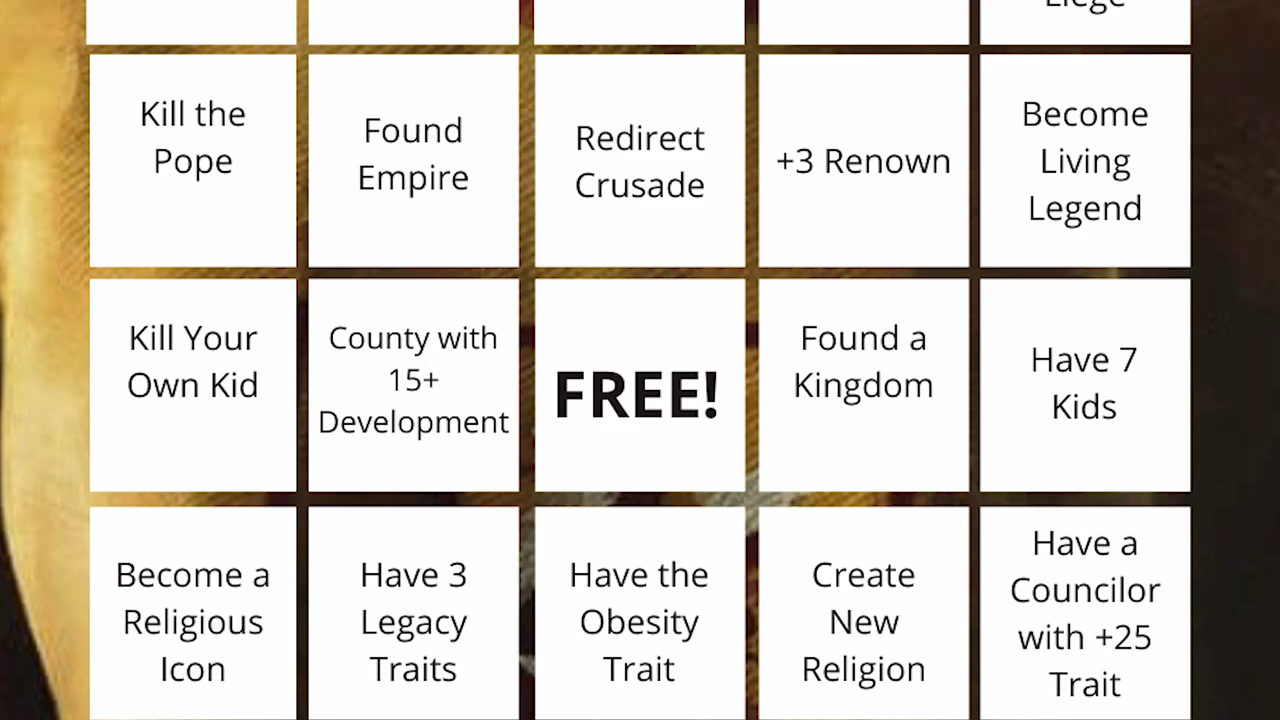 Liege
Kill the
Pope
Found
Empire
Redirect
Crusade
+3 Renown
Become
Living
Legend
Kill Your
Own Kid
County with
15+
Development
FREE!
Found a
Kingdom
Have 7
Kids
Become a
Religious
Icon
Have 3
Legacy
Traits
Have the
Obesity
Trait
Create
New
Religion
Have a
Councilor
with +25
Trait